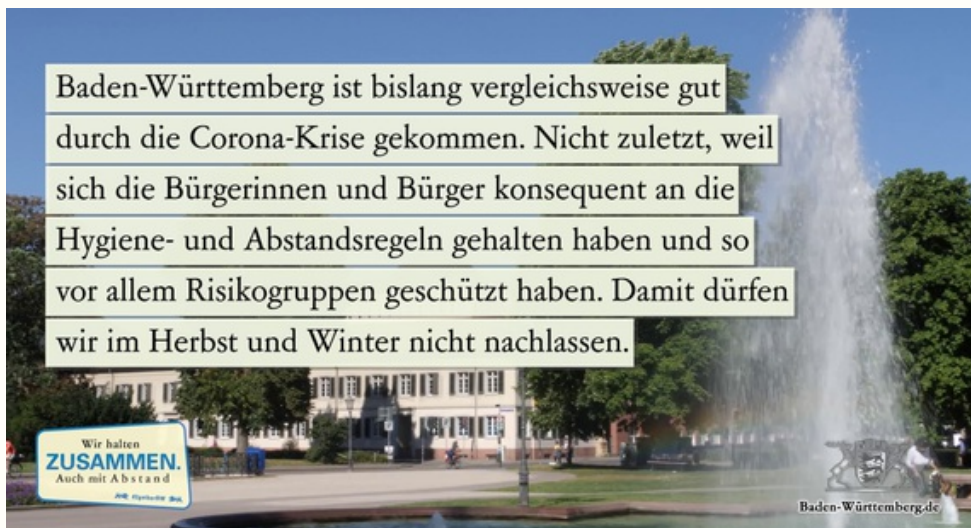 Baden-Württemberg ist bislang vergleichsweise gut
durch die Corona-Krise gekommen. Nicht zuletzt, weil
sich die Bürgerinnen und Bürger konsequent an die
Hygiene- und Abstandsregeln gehalten haben und so
vor allem Risikogruppen geschützt haben. Damit dürfen
wir im Herbst und Winter nicht nachlassen.
Wir halten
ZUSAMMEN.
Auch mit Abstand
Baden-Württemberg.de